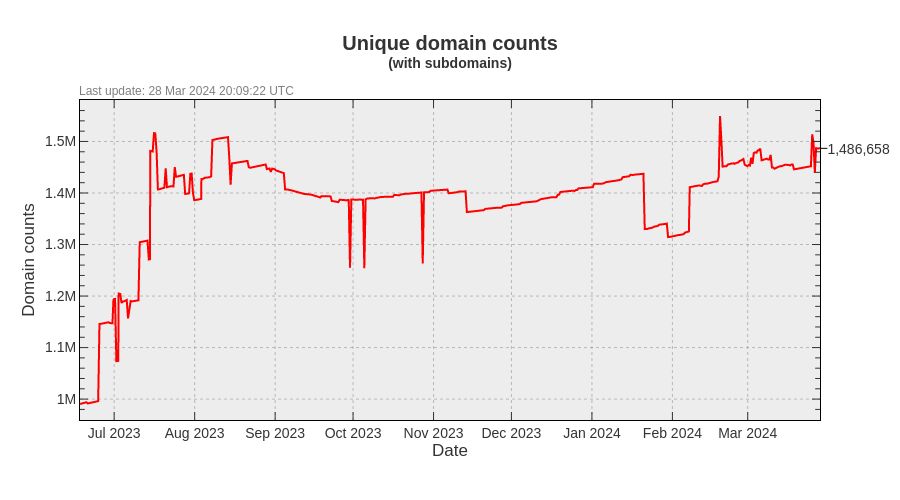 Unique domain counts
(with subdomains)
Last update: 28 Mar 2024 20:09:22 UTC
1.5M
1,486,658
1.4M
1.3M
1.2M
1.1M
1M
Domain counts
Jul 2023 Aug 2023 Sep 2023 Oct 2023 Nov 2023 Dec 2023 Jan 2024 Feb 2024 Mar 2024
Date